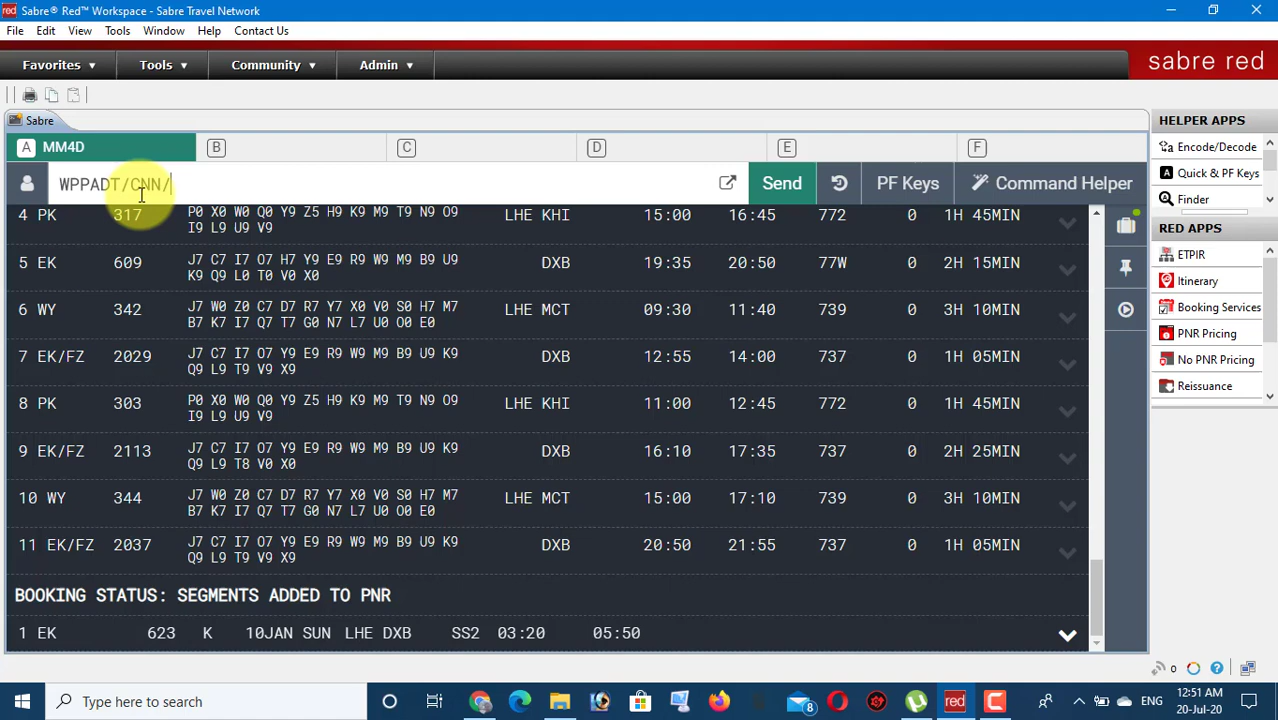 red Sabre® Red™ Workspace - Sabre Travel Network
File Edit View Tools Window Help Contact Us
Favorites Tools Community Admin sabre red
Sabre
A MM4D B C D E F
WPPADT/CNN/ Send PF Keys Command Helper
4 PK 317 P0 X0 W0 Q0 Y9 Z5 H9 K9 M9 T9 N9 O9 LHE KHI 15:00 16:45 772 0 1H 45MIN
I9 L9 U9 V9
5 EK 609 J7 C7 I7 O7 H7 Y9 E9 R9 W9 M9 B9 U9 DXB 19:35 20:50 77W 0 2H 15MIN
K9 Q9 L0 T0 V0 X0
6 WY 342 J7 W0 Z0 C7 D7 R7 Y7 X0 V0 S0 H7 M7 LHE MCT 09:30 11:40 739 0 3H 10MIN
B7 K7 I7 Q7 T7 G0 N7 L7 U0 O0 E0
7 EK/FZ 2029 J7 C7 I7 O7 Y9 E9 R9 W9 M9 B9 U9 K9 DXB 12:55 14:00 737 0 1H 05MIN
Q9 L9 T9 V9 X9
8 PK 303 P0 X0 W0 Q0 Y9 Z5 H9 K9 M9 T9 N9 O9 LHE KHI 11:00 12:45 772 0 1H 45MIN
I9 L9 U9 V9
9 EK/FZ 2113 J7 C7 I7 O7 Y9 E9 R9 W9 M9 B9 U9 K9 DXB 16:10 17:35 737 0 2H 25MIN
Q9 L9 T8 V0 X0
10 WY 344 J7 W0 Z0 C7 D7 R7 Y7 X0 V0 S0 H7 M7 LHE MCT 15:00 17:10 739 0 3H 10MIN
B7 K7 I7 Q7 T7 G0 N7 L7 U0 O0 E0
11 EK/FZ 2037 J7 C7 I7 O7 Y9 E9 R9 W9 M9 B9 U9 K9 DXB 20:50 21:55 737 0 1H 05MIN
Q9 L9 T9 V9 X9
BOOKING STATUS: SEGMENTS ADDED TO PNR
1 EK 623 K 10JAN SUN LHE DXB SS2 03:20 05:50
HELPER APPS
Encode/Decode
A Quick & PF Keys
Finder
RED APPS
ETPIR
Itinerary
Booking Services
PNR Pricing
No PNR Pricing
Reissuance
0
Type here to search 8 red ENG 12:51 AM
20-Jul-20